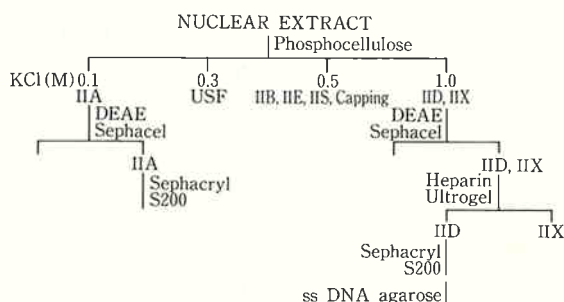 NUCLEAR EXTRACT
Phosphocellulose
KCl(M) 0.1 0.3 0.5 1.0
IIA USF IIB, IIE, IIS, Capping IID, IIX
DEAE Sephacel
DEAE Sephacel
IIA
IID, IIX
Sephacryl S200
Heparin Ultrogel
IID IIX
Sephacryl S200
ss DNA agarose